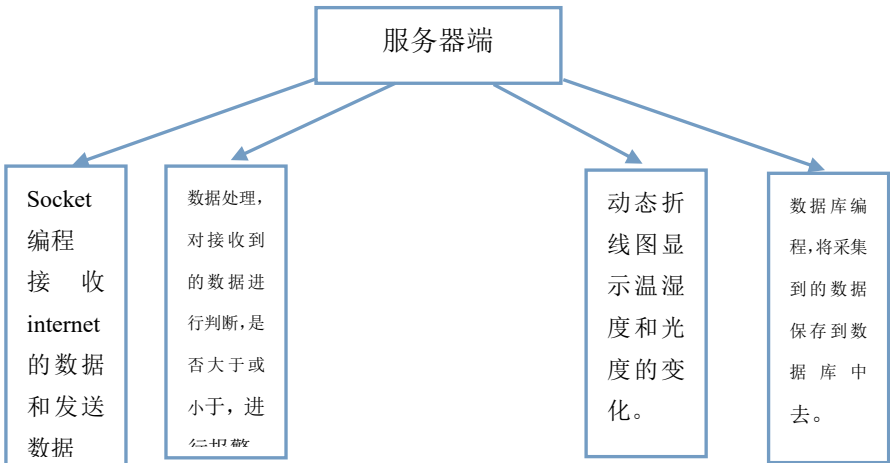 服务器端
Socket
编程
接收
internet
的数据
和发送
数据
数据处理，
对接收到
的数据进
行判断，是
否大于或
小于，进
行报警
动态折
线图显
示温湿
度和光
度的变
化。
数据库编
程，将采集
到的数据
保存到数
据库中
去。